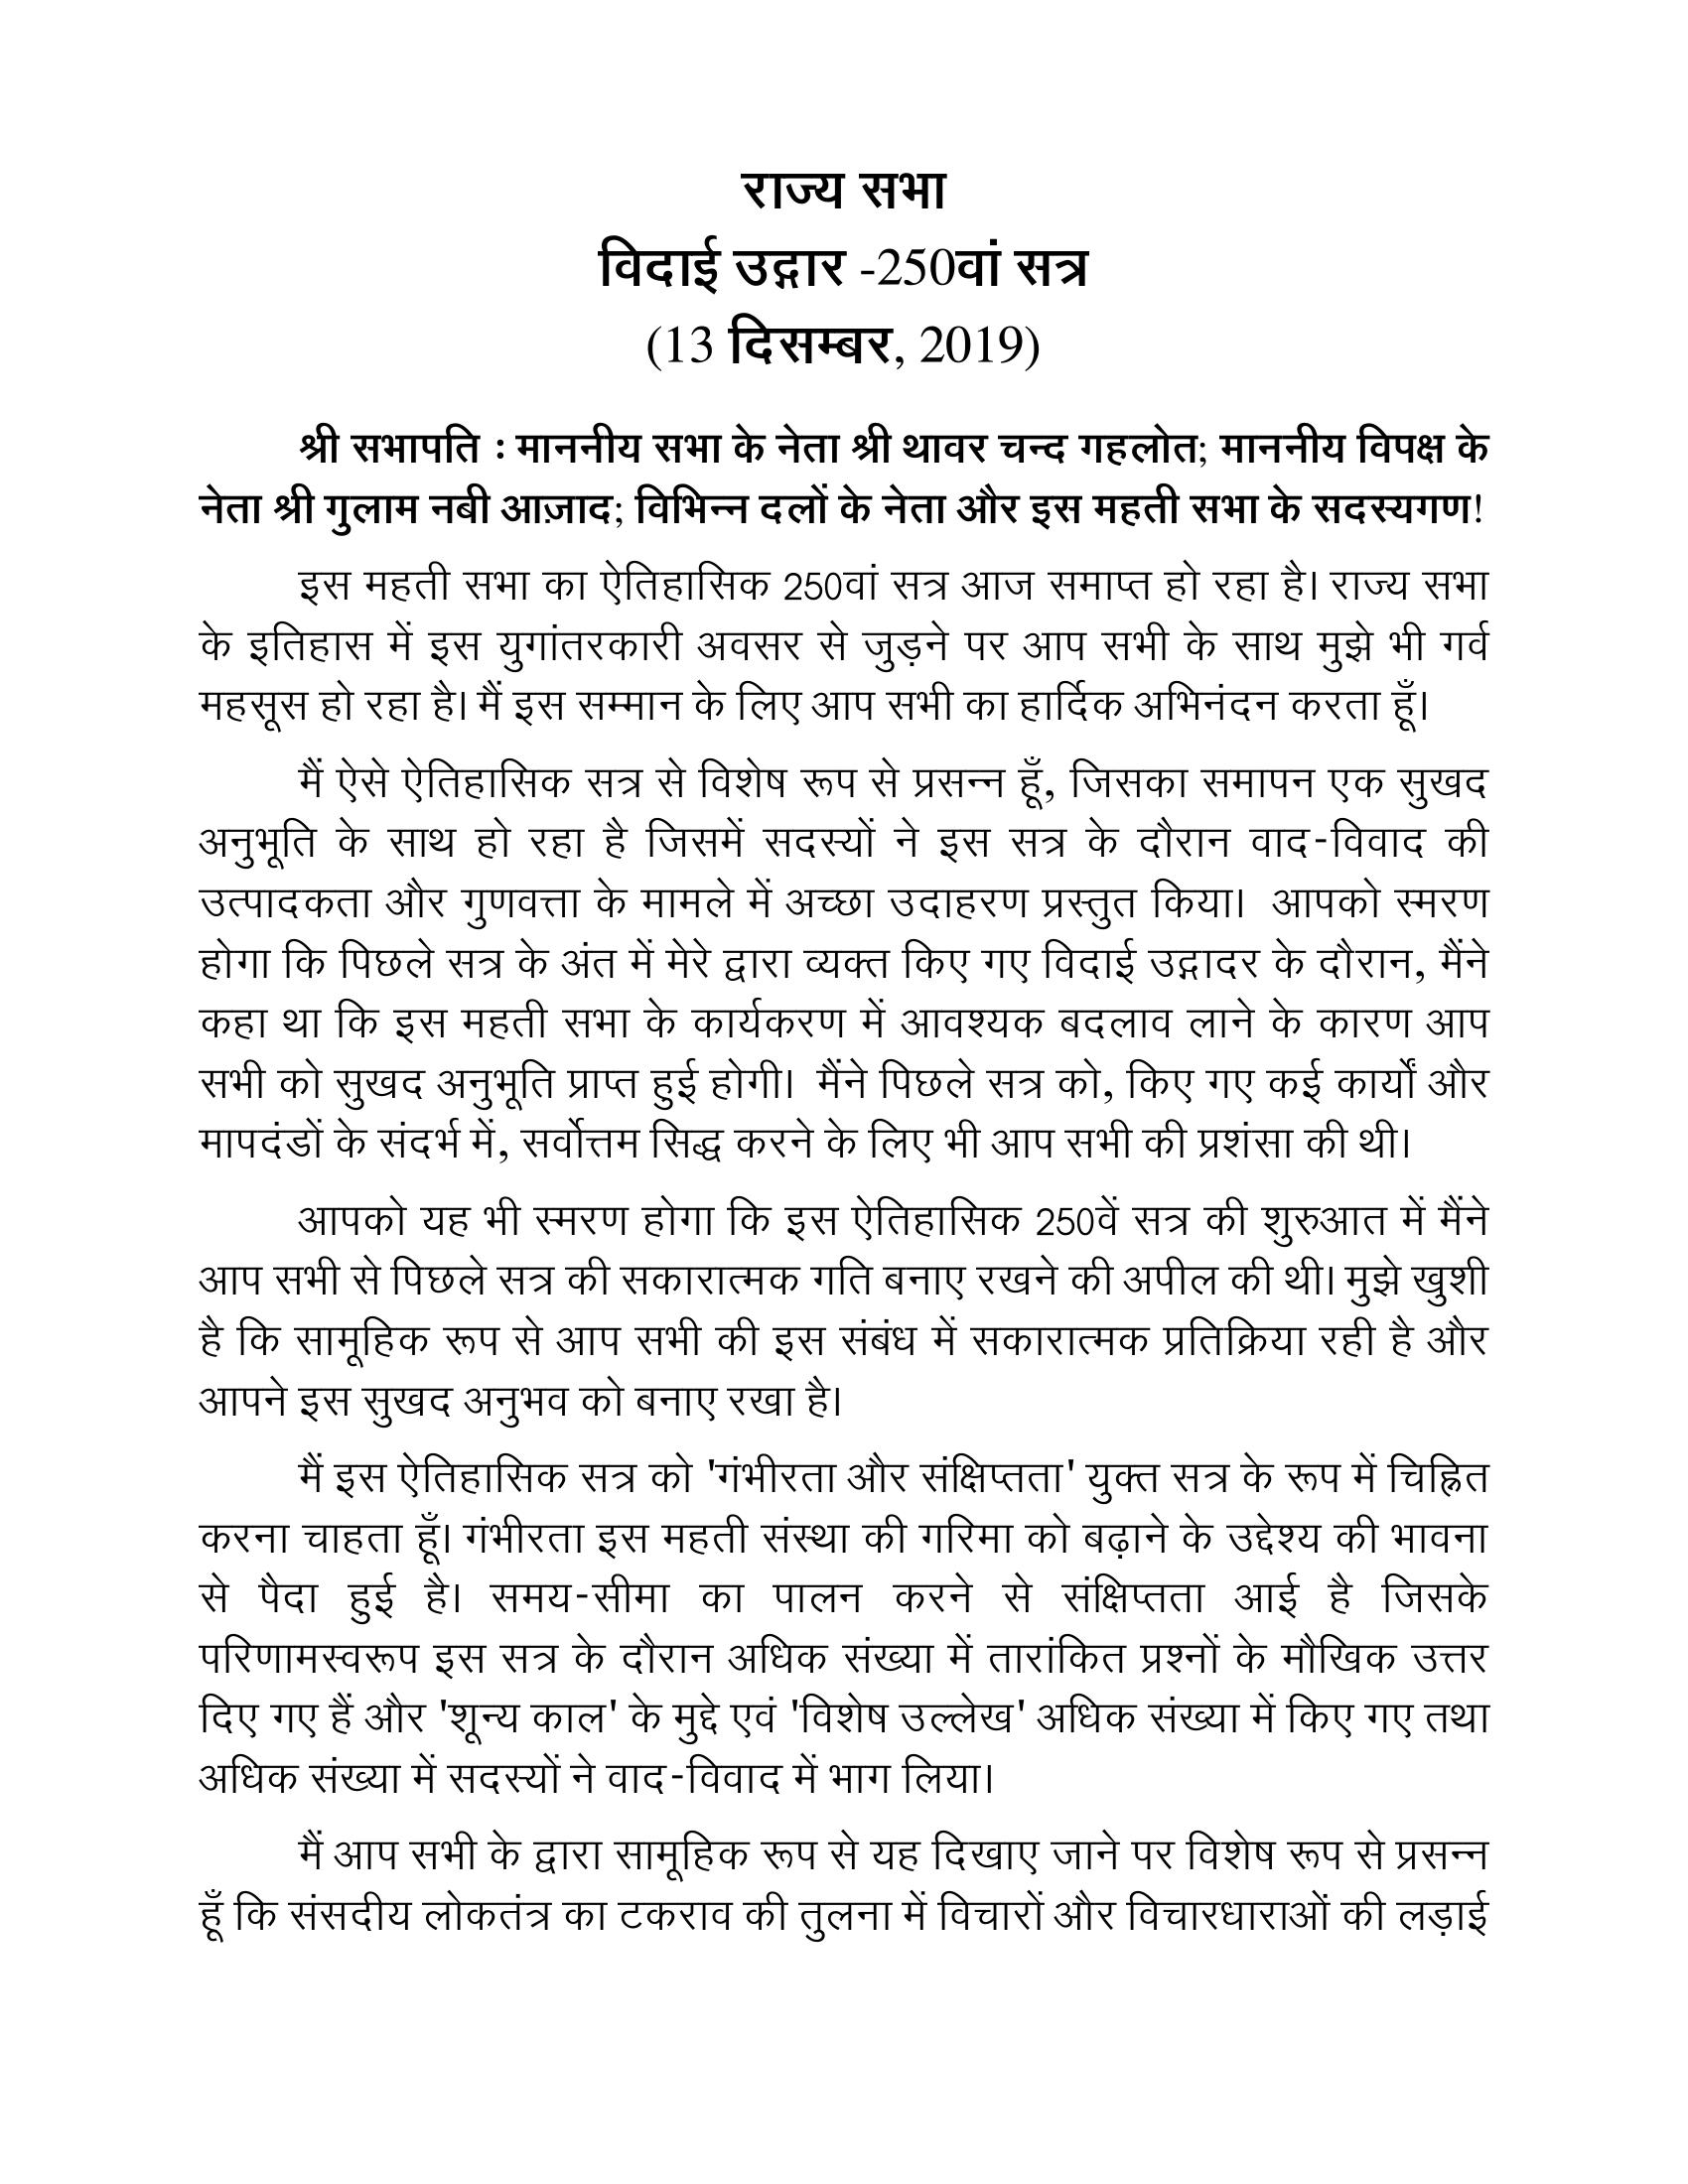 राज्य सभा
विदाई उद्गार -250वां सत्र
(13 दिसम्बर, 2019)
श्री सभापति : माननीय सभा के नेता श्री थावर चन्द गहलोत; माननीय विपक्ष के
नेता श्री गुलाम नबी आज़ाद; विभिन्न दलों के नेता और इस महती सभा के सदस्यगण!
इस महती सभा का ऐतिहासिक 250वां सत्र आज समाप्त हो रहा है। राज्य सभा
के इतिहास में इस युगांतरकारी अवसर से जुड़ने पर आप सभी के साथ मुझे भी गर्व
महसूस हो रहा है। मैं इस सम्मान के लिए आप सभी का हार्दिक अभिनंदन करता हूँ।
मैं ऐसे ऐतिहासिक सत्र से विशेष रूप से प्रसन्न हूँ, जिसका समापन एक सुखद
अनुभूति के साथ हो रहा है जिसमें सदस्यों ने इस सत्र के दौरान वाद-विवाद की
उत्पादकता और गुणवत्ता के मामले में अच्छा उदाहरण प्रस्तुत किया। आपको स्मरण
होगा कि पिछले सत्र के अंत में मेरे द्वारा व्यक्त किए गए विदाई उद्गादर के दौरान, मैंने
कहा था कि इस महती सभा के कार्यकरण में आवश्यक बदलाव लाने के कारण आप
सभी को सुखद अनुभूति प्राप्त हुई होगी। मैंने पिछले सत्र को, किए गए कई कार्यों और
मापदंडों के संदर्भ में, सर्वोत्तम सिद्ध करने के लिए भी आप सभी की प्रशंसा की थी।
आपको यह भी स्मरण होगा कि इस ऐतिहासिक 250वें सत्र की शुरुआत में मैंने
आप सभी से पिछले सत्र की सकारात्मक गति बनाए रखने की अपील की थी। मुझे खुशी
है कि सामूहिक रूप से आप सभी की इस संबंध में सकारात्मक प्रतिक्रिया रही है और
आपने इस सुखद अनुभव को बनाए रखा है।
मैं इस ऐतिहासिक सत्र को 'गंभीरता और संक्षिप्तता' युक्त सत्र के रूप में चिह्नित
करना चाहता हूँ। गंभीरता इस महती संस्था की गरिमा को बढ़ाने के उद्देश्य की भावना
से पैदा हुई है। समय-सीमा का पालन करने से संक्षिप्तता आई है जिसके
परिणामस्वरूप इस सत्र के दौरान अधिक संख्या में तारांकित प्रश्नों के मौखिक उत्तर
दिए गए हैं और 'शून्य काल' के मुद्दे एवं 'विशेष उल्लेख' अधिक संख्या में किए गए तथा
अधिक संख्या में सदस्यों ने वाद-विवाद में भाग लिया।
मैं आप सभी के द्वारा सामूहिक रूप से यह दिखाए जाने पर विशेष रूप से प्रसन्न
हूँ कि संसदीय लोकतंत्र का टकराव की तुलना में विचारों और विचारधाराओं की लड़ाई